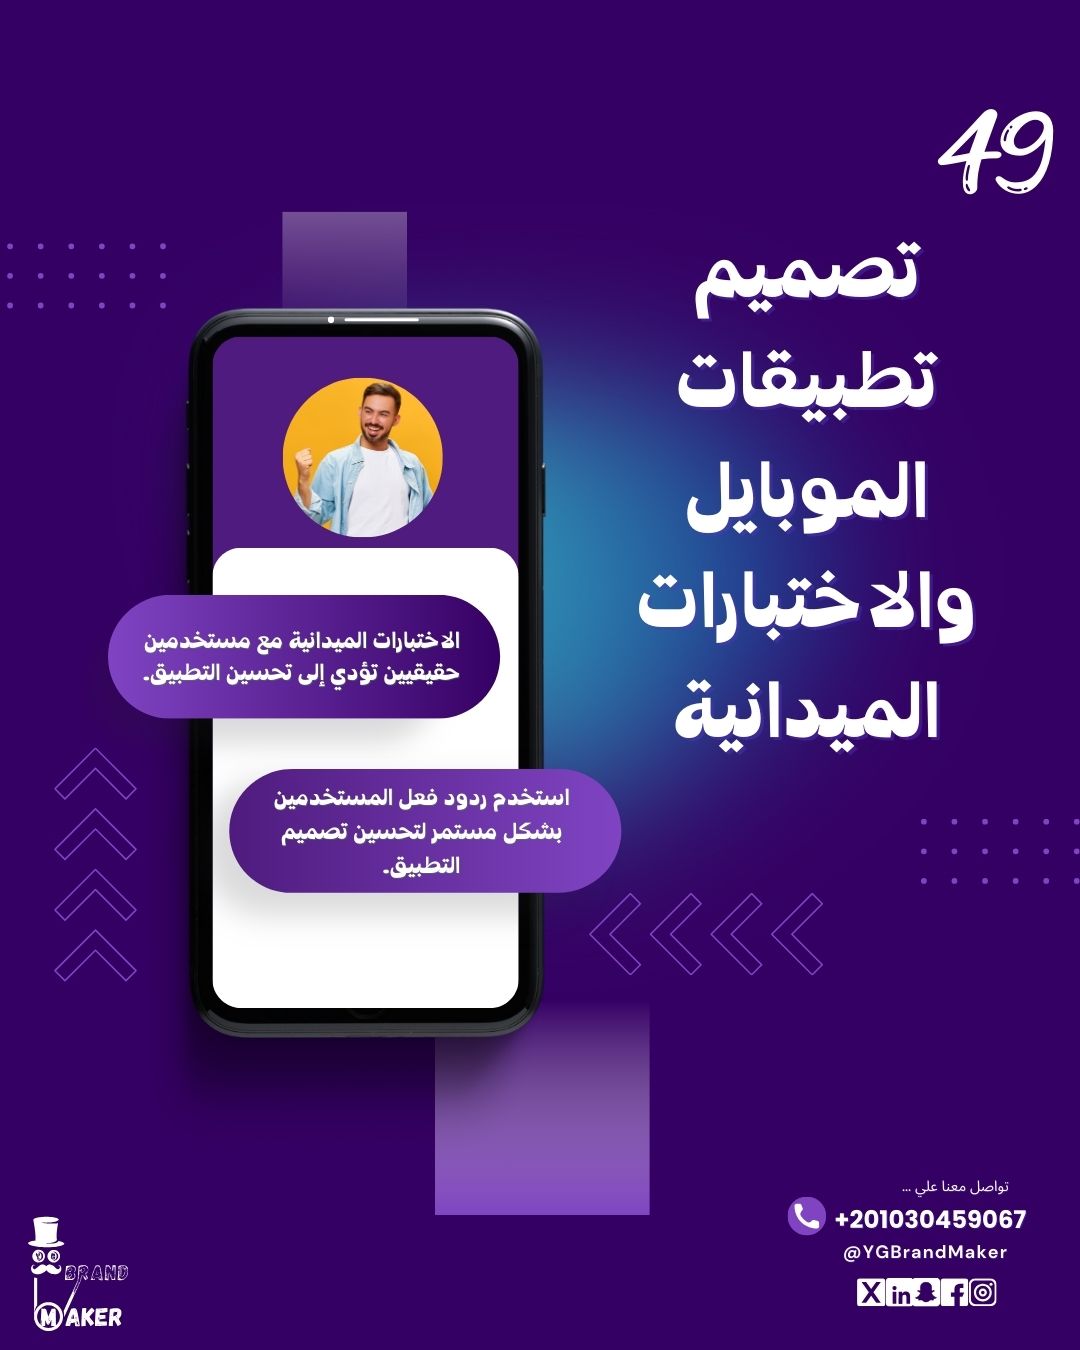 49
تصميم
تطبيقات
الموبايل
والاختبارات
الميدانية
الاختبارات الميدانية مع مستخدمين
حقيقيين تؤدي إلى تحسين التطبيق.
استخدم ردود فعل المستخدمين
بشكل مستمر لتحسين تصميم
التطبيق.
تواصل معنا علي ...
+201030459067
@YGBrandMaker
BRAND
MAKER